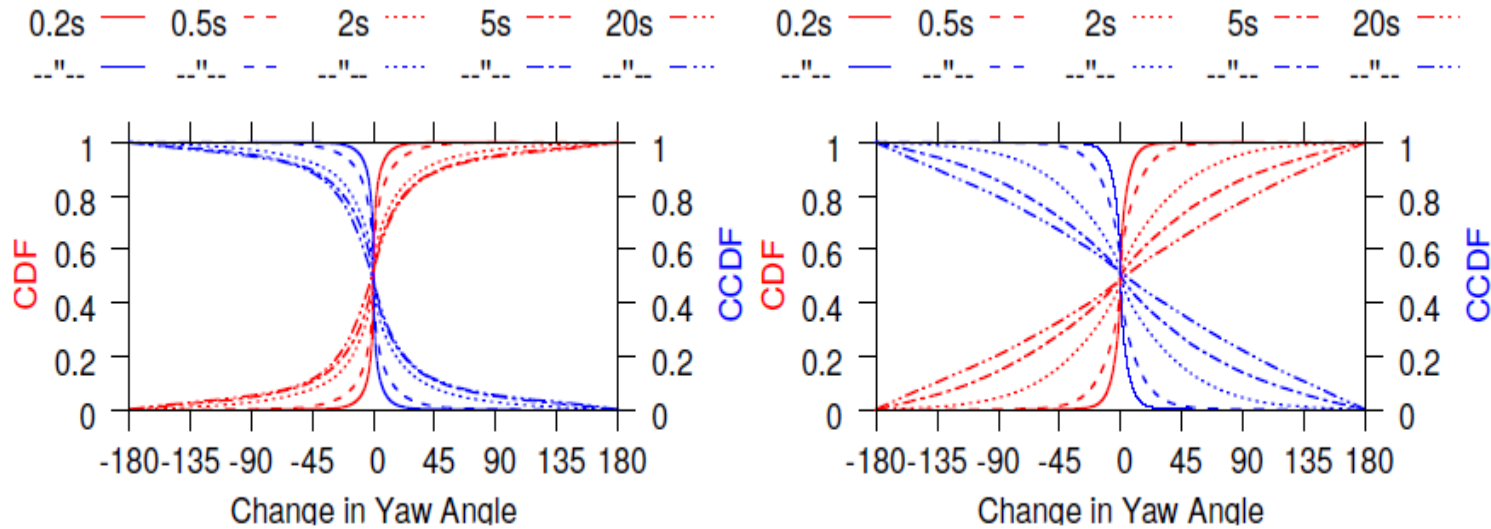 0.2s 0.5s 2s 5s 20s
--"-- --"-- --"-- --"-- --"--
1 1
0.8 0.8
0.6 0.6
0.4 0.4
0.2 0.2
0 0
CDF
CCDF
-180 -135 -90 -45 0 45 90 135 180
Change in Yaw Angle
0.2s 0.5s 2s 5s 20s
--"-- --"-- --"-- --"-- --"--
1 1
0.8 0.8
0.6 0.6
0.4 0.4
0.2 0.2
0 0
CDF
CCDF
-180 -135 -90 -45 0 45 90 135 180
Change in Yaw Angle